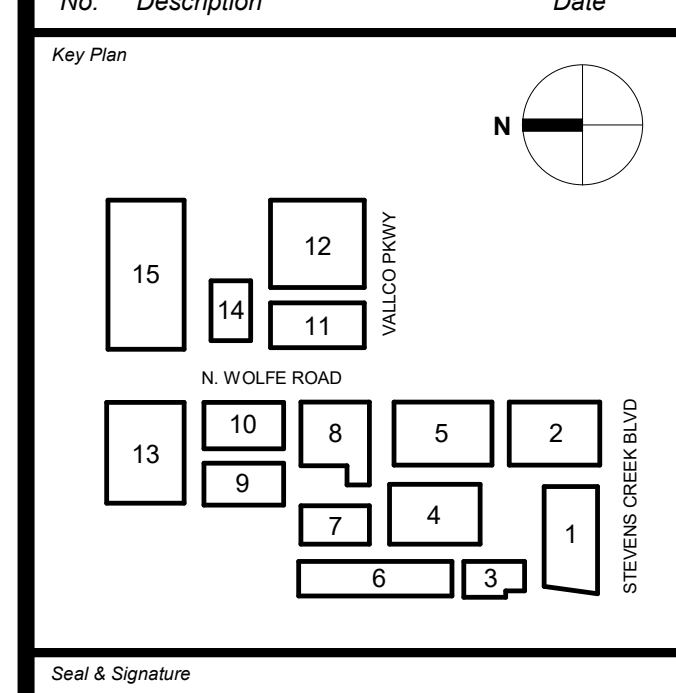 No. Description Date
Key Plan
N
12
15
14
11
VALLCO PKWY
N. WOLFE ROAD
10
8
5
2
13
9
4
7
1
6
3
STEVENS CREEK BLVD
Seal & Signature